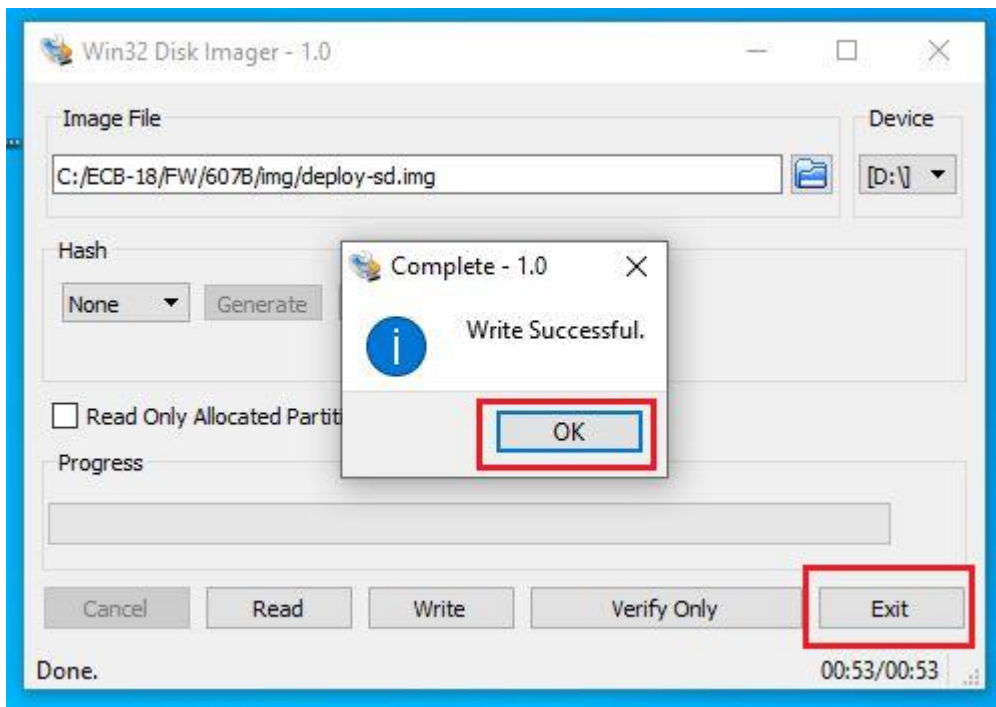 Win32 Disk Imager - 1.0
Image File
Device
C:/ECB-18/FW/607B/img/deploy-sd.img
[D:\]
Hash
None
Generate
Complete - 1.0
Write Successful.
OK
Read Only Allocated Partit
Progress
Cancel
Read
Write
Verify Only
Exit
Done.
00:53/00:53